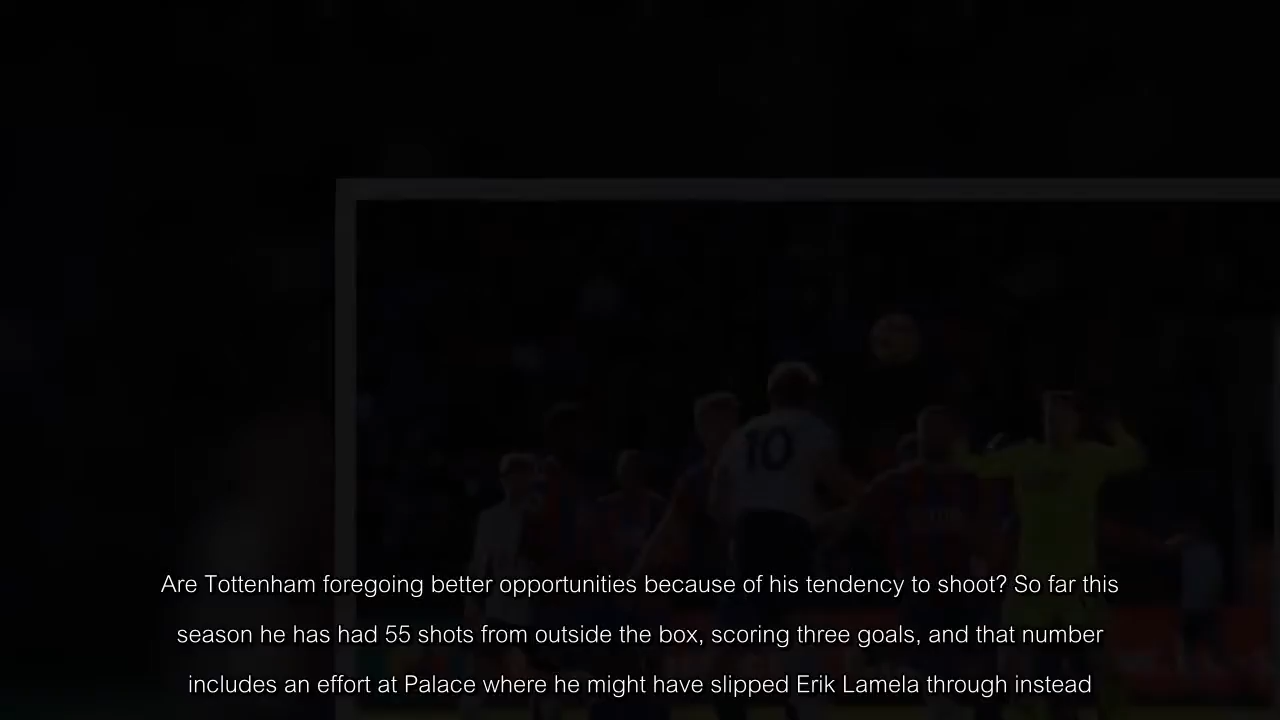 10
Are Tottenham foregoing better opportunities because of his tendency to shoot? So far this
season he has had 55 shots from outside the box, scoring three goals, and that number
includes an effort at Palace where he might have slipped Erik Lamela through instead